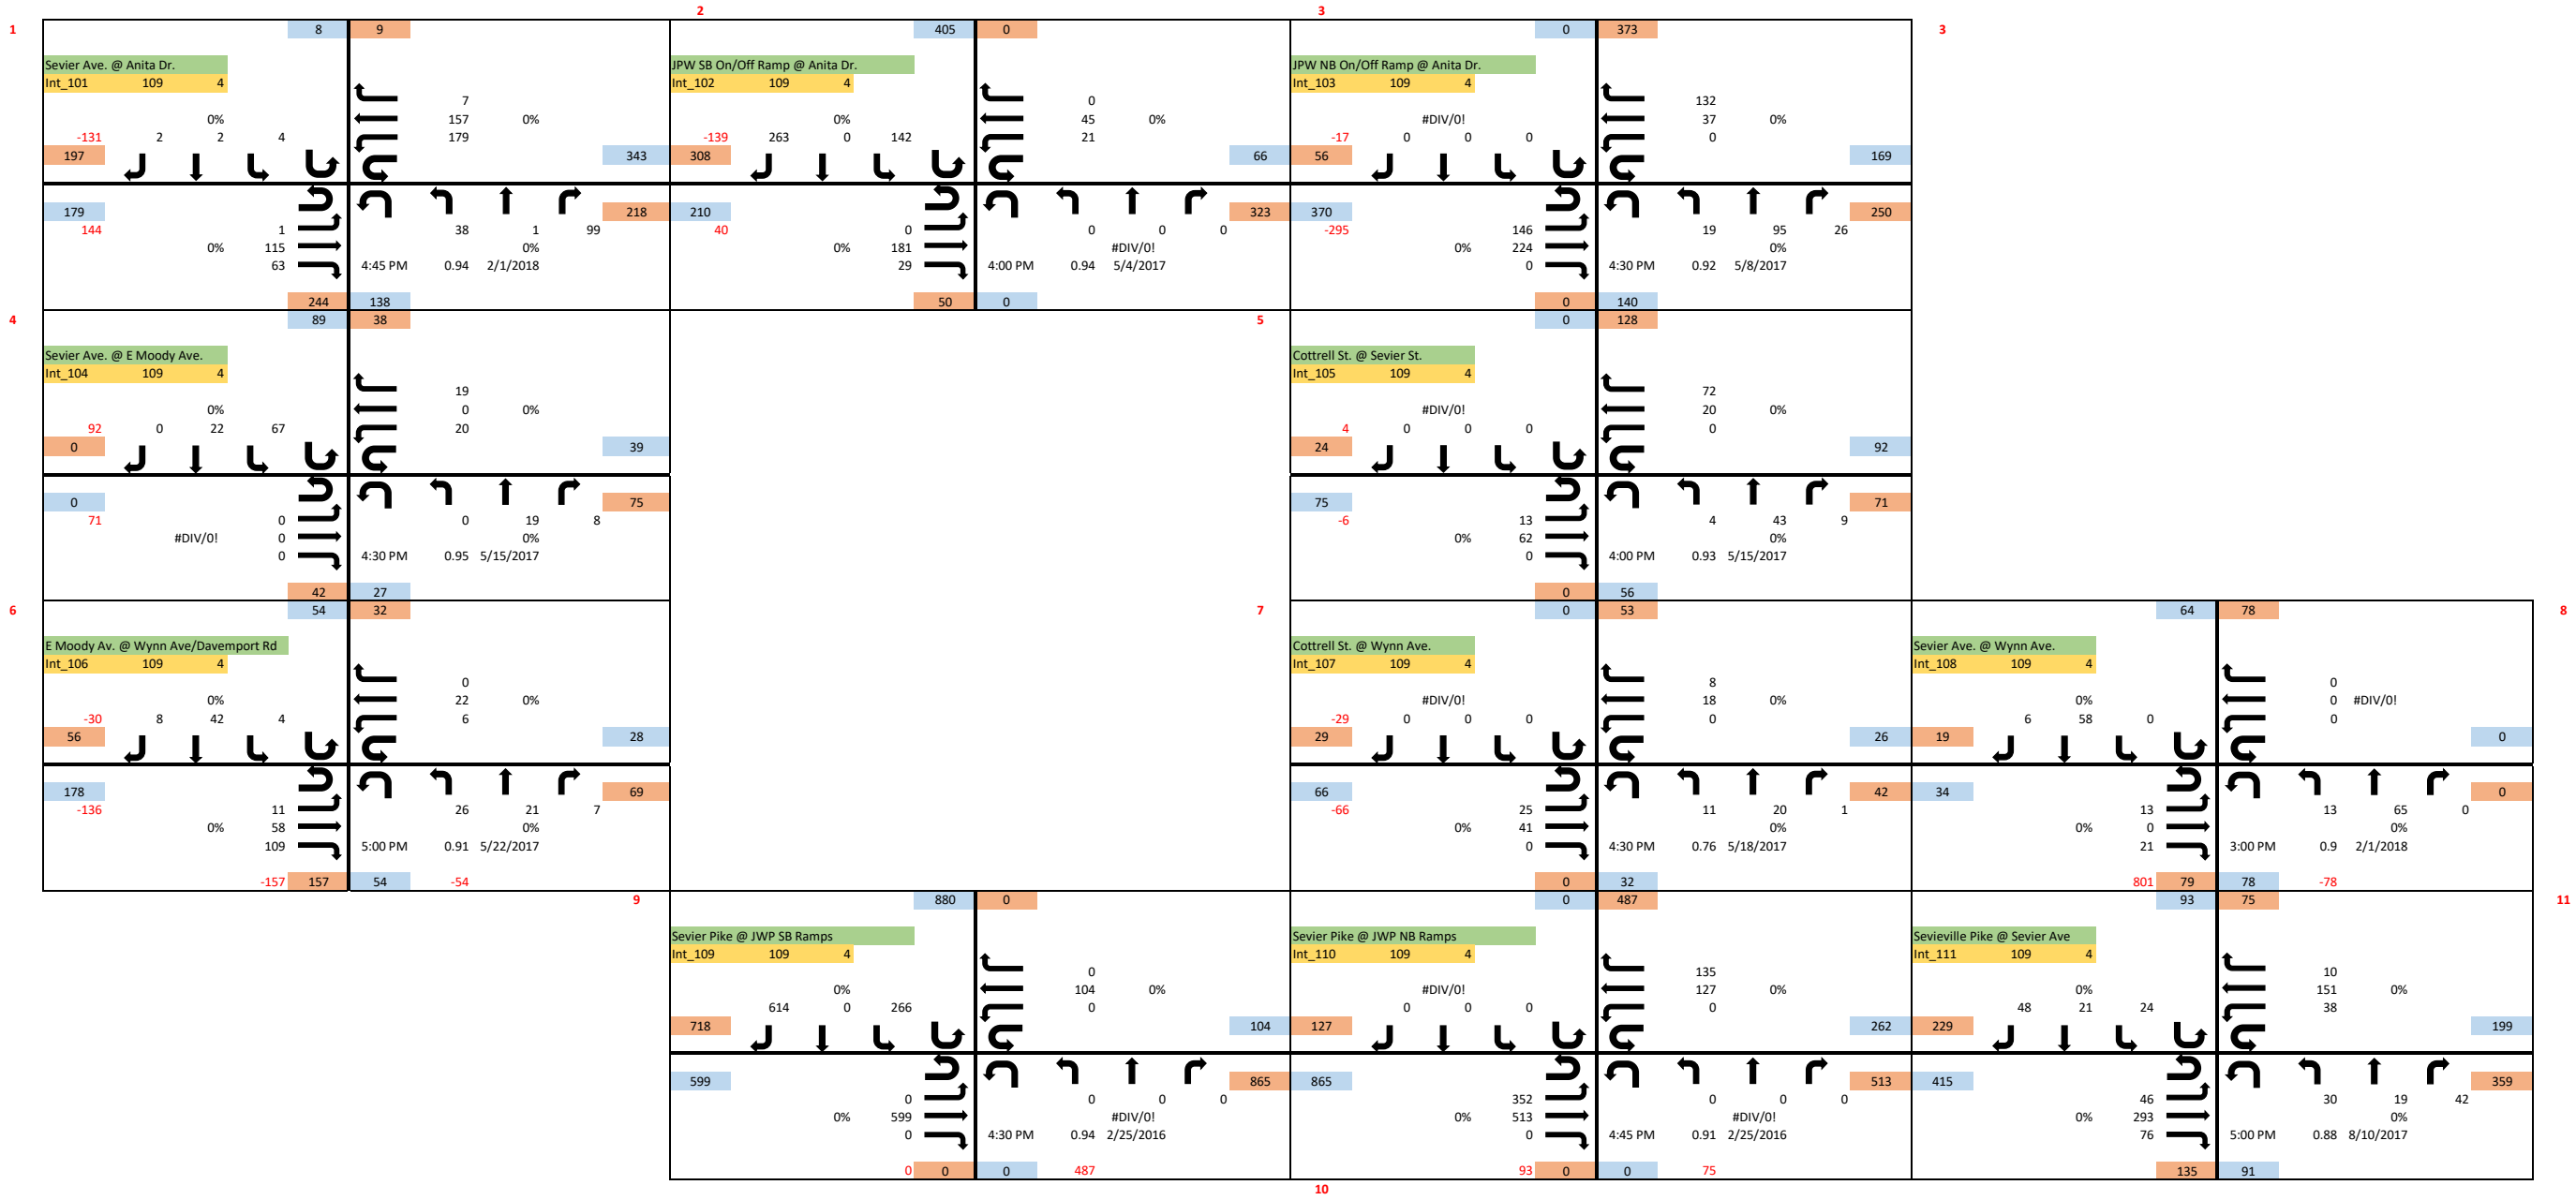 2 3
1 8 9 405 0 0 373 3
Sevier Ave. @ Anita Dr. JPW SB On/Off Ramp @ Anita Dr. JPW NB On/Off Ramp @ Anita Dr.
Int_101 109 4 Int_102 109 4 Int_103 109 4
7 0 132
0% 157 0% 0% 45 0% #DIV/0! 37 0%
-131 2 2 4 179 -139 263 0 142 21 -17 0 0 0 0
197 343 308 66 56 169
179 218 210 323 370 250
144 1 38 1 99 40 0 0 0 0 -295 146 19 95 26
0% 115 0% 0% 181 #DIV/0! 0% 224 0%
63 4:45 PM 0.94 2/1/2018 29 4:00 PM 0.94 5/4/2017 0 4:30 PM 0.92 5/8/2017
244 138 50 0 0 140
4 89 38 5 0 128
Sevier Ave. @ E Moody Ave. Cottrell St. @ Sevier St.
Int_104 109 4 Int_105 109 4
19 72
0% 0 0% #DIV/0! 20 0%
92 0 22 67 20 4 0 0 0 0
0 39 24 92
0 75 75 71
71 0 0 19 8 -6 13 4 43 9
#DIV/0! 0 0% 0% 62 0%
0 4:30 PM 0.95 5/15/2017 0 4:00 PM 0.93 5/15/2017
42 27 0 56
6 54 32 7 0 53 64 78 8
E Moody Av. @ Wynn Ave/Davemport Rd Cottrell St. @ Wynn Ave. Sevier Ave. @ Wynn Ave.
Int_106 109 4 Int_107 109 4 Int_108 109 4
0 8 0
0% 22 0% #DIV/0! 18 0% 0% 0 #DIV/0!
-30 8 42 4 6 -29 0 0 0 0 6 58 0 0
56 28 29 26 19 0
178 69 66 42 34 0
-136 11 26 21 7 -66 25 11 20 1 13 13 65 0
0% 58 0% 0% 41 0% 0% 0 0%
109 5:00 PM 0.91 5/22/2017 0 4:30 PM 0.76 5/18/2017 21 3:00 PM 0.9 2/1/2018
-157 157 54 -54 0 32 801 79 78 -78
9 880 0 0 487 93 75 11
Sevier Pike @ JWP SB Ramps Sevier Pike @ JWP NB Ramps Sevieville Pike @ Sevier Ave
Int_109 109 4 Int_110 109 4 Int_111 109 4
0 135 10
0% 104 0% #DIV/0! 127 0% 0% 151 0%
614 0 266 0 0 0 0 0 48 21 24 38
718 104 127 262 229 199
599 865 865 513 415 359
0 0 0 0 352 0 0 0 46 30 19 42
0% 599 #DIV/0! 0% 513 #DIV/0! 0% 293 0%
0 4:30 PM 0.94 2/25/2016 0 4:45 PM 0.91 2/25/2016 76 5:00 PM 0.88 8/10/2017
0 0 0 487 93 0 0 75 135 91
10